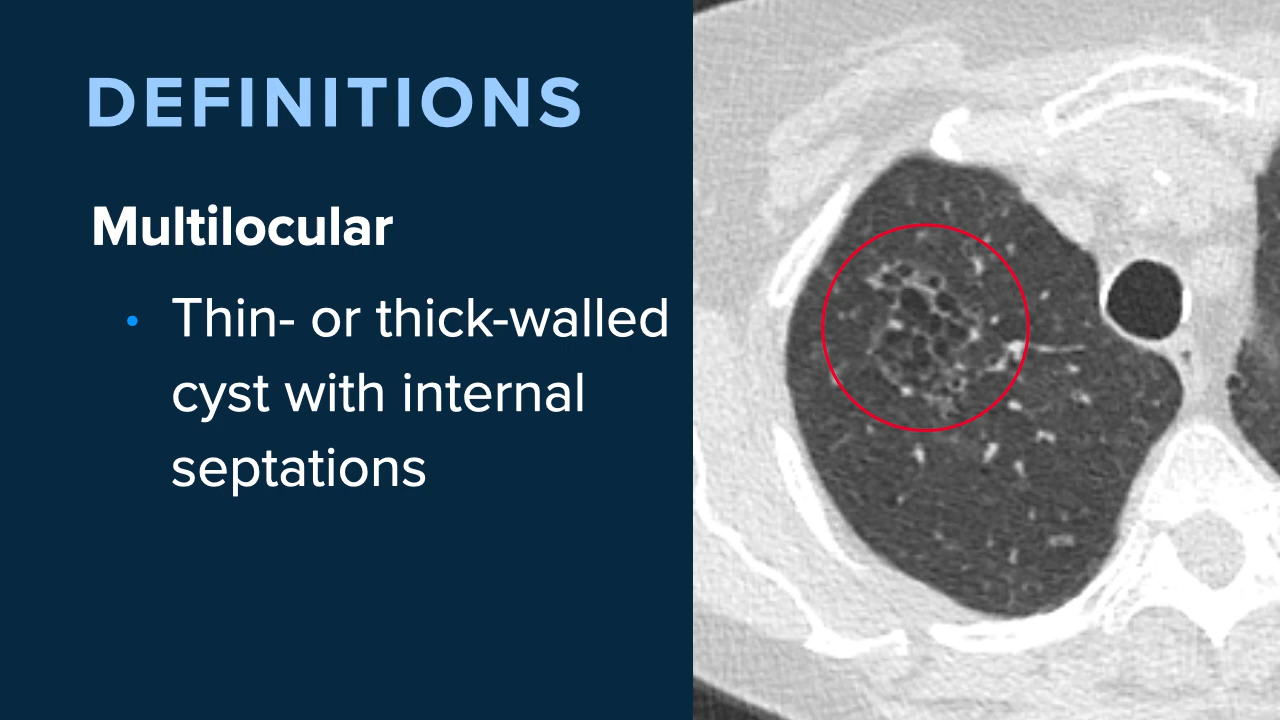 DEFINITIONS
Multilocular
• Thin- or thick-walled
cyst with internal
septations